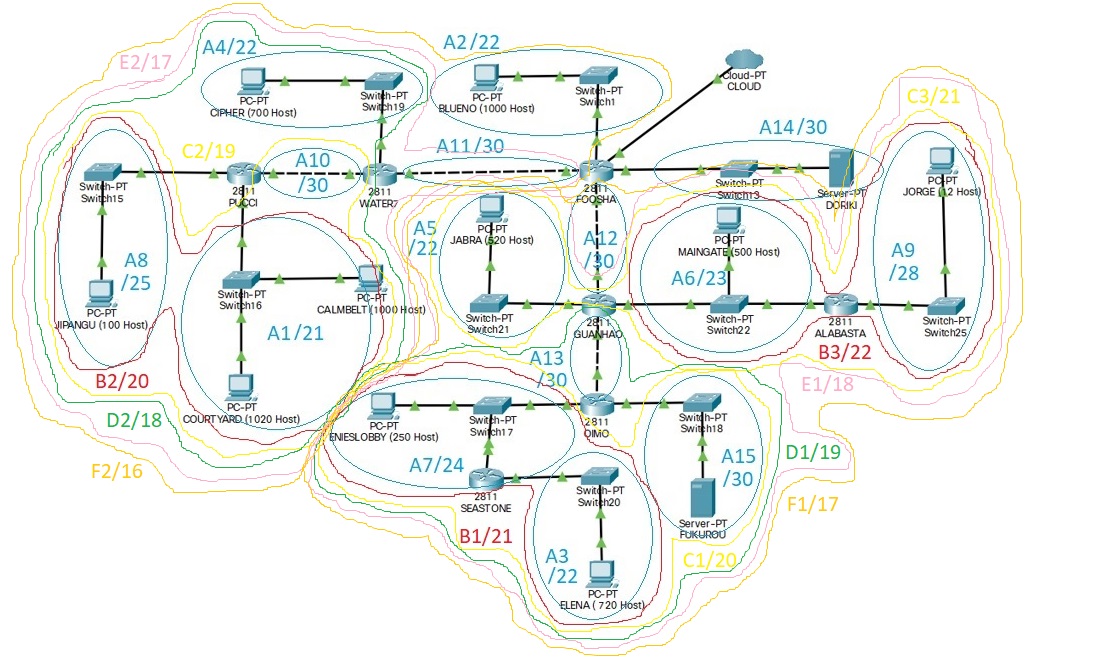 E2/17
A4/22
PC-PT
CIPHER (700 Host)
Switch-PT
Switch19
A2/22
PC-PT
BLUENO (1000 Host)
Switch-PT
Switch1
Cloud-PT
CLOUD
C3/21
C2/19
A10
/30
A11/30
A14/30
Switch-PT
Switch15
2811
PUCCI
2811
WATER7
2811
FOOSHA
Switch-PT
Switch13
Server-PT
DORIKI
PC-PT
JORGE (12 Host)
A8
/25
PC-PT
JIPANGU (100 Host)
Switch-PT
Switch16
PC-PT
CALMBELT (1000 Host)
A1/21
PC-PT
COURTYARD (1020 Host)
A5
/22
PC-PT
JABRA (520 Host)
Switch-PT
Switch21
A12
/30
PC-PT
MAINGATE (500 Host)
A6/23
Switch-PT
Switch22
2811
GUANHAO
2811
ALABASTA
A9
/28
Switch-PT
Switch25
B2/20
B3/22
D2/18
E1/18
F2/16
A13
/30
PC-PT
ENIESLOBBY (250 Host)
Switch-PT
Switch17
2811
OIMO
Switch-PT
Switch18
A7/24
2811
SEASTONE
Switch-PT
Switch20
A15
/30
D1/19
F1/17
Server-PT
FUKUROU
B1/21
C1/20
A3
/22
PC-PT
ELENA ( 720 Host)